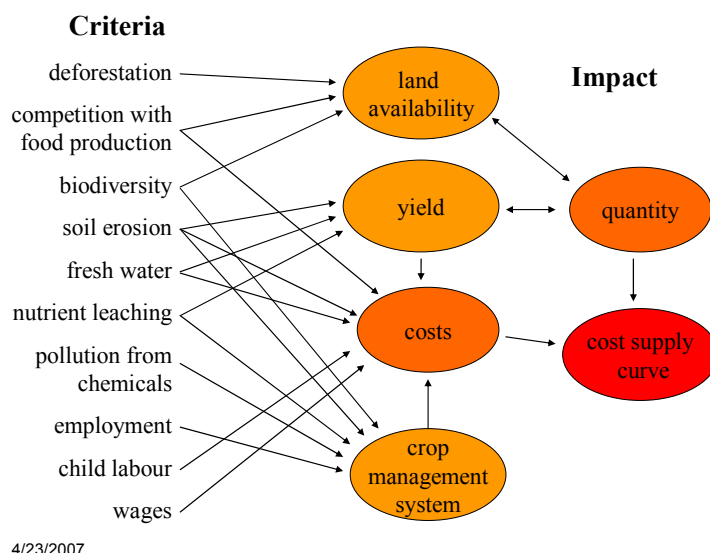 Criteria
deforestation
competition with
food production
biodiversity
soil erosion
fresh water
nutrient leaching
pollution from
chemicals
employment
child labour
wages
land
availability
yield
costs
crop
management
system
Impact
quantity
cost supply
curve
4/23/2007